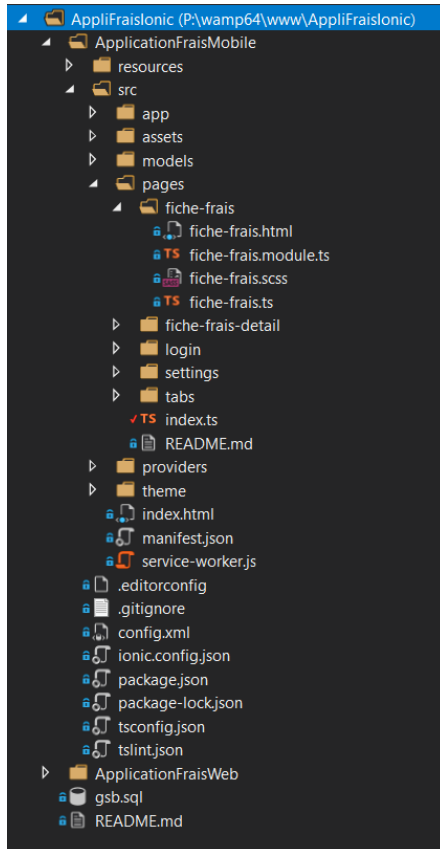 AppliFraisIonic (P:\wamp64\www\AppliFraisIonic)
ApplicationFraisMobile
resources
src
app
assets
models
pages
fiche-frais
fiche-frais.html
TS fiche-frais.module.ts
fiche-frais.scss
TS fiche-frais.ts
fiche-frais-detail
login
settings
tabs
TS index.ts
README.md
providers
theme
index.html
manifest.json
service-worker.js
.editorconfig
.gitignore
config.xml
ionic.config.json
package.json
package-lock.json
tsconfig.json
tslint.json
ApplicationFraisWeb
gsb.sql
README.md